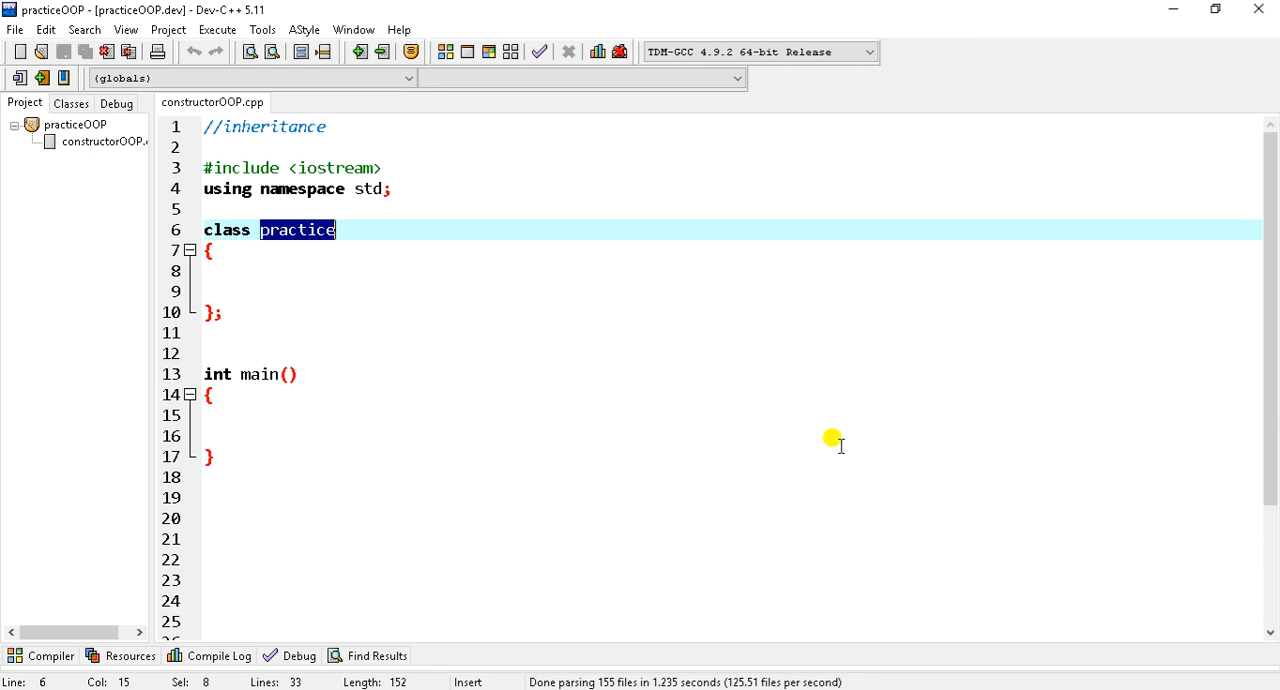 practiceOOP - [practiceOOP.dev] - Dev-C++ 5.11
File Edit Search View Project Execute Tools AStyle Window Help
TDM-GCC 4.9.2 64-bit Release
(globals)
Project Classes Debug constructorOOP.cpp
practiceOOP
constructorOOP.
1 //inheritance
2
3 #include <iostream>
4 using namespace std;
5
6 class practice
7 {
8
9
10 };
11
12
13 int main()
14 {
15
16
17 }
18
19
20
21
22
23
24
25
Compiler Resources Compile Log Debug Find Results
Line: 6 Col: 15 Sel: 8 Lines: 33 Length: 152 Insert Done parsing 155 files in 1.235 seconds (125.51 files per second)